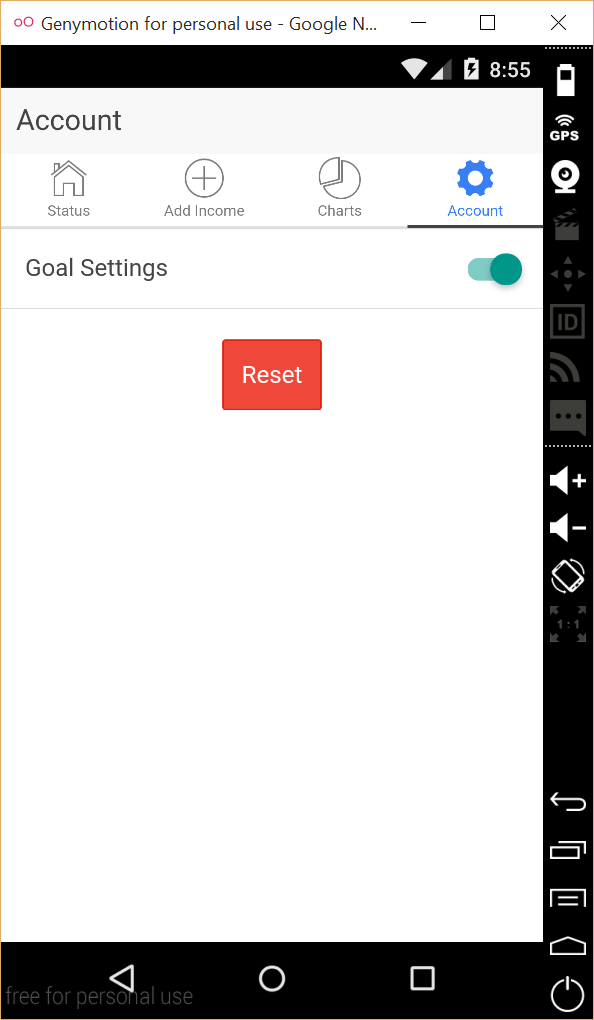 Genymotion for personal use - Google N...
8:55
GPS
Account
Status
Add Income
Charts
Account
ID
Goal Settings
Reset
1:1
free for personal use